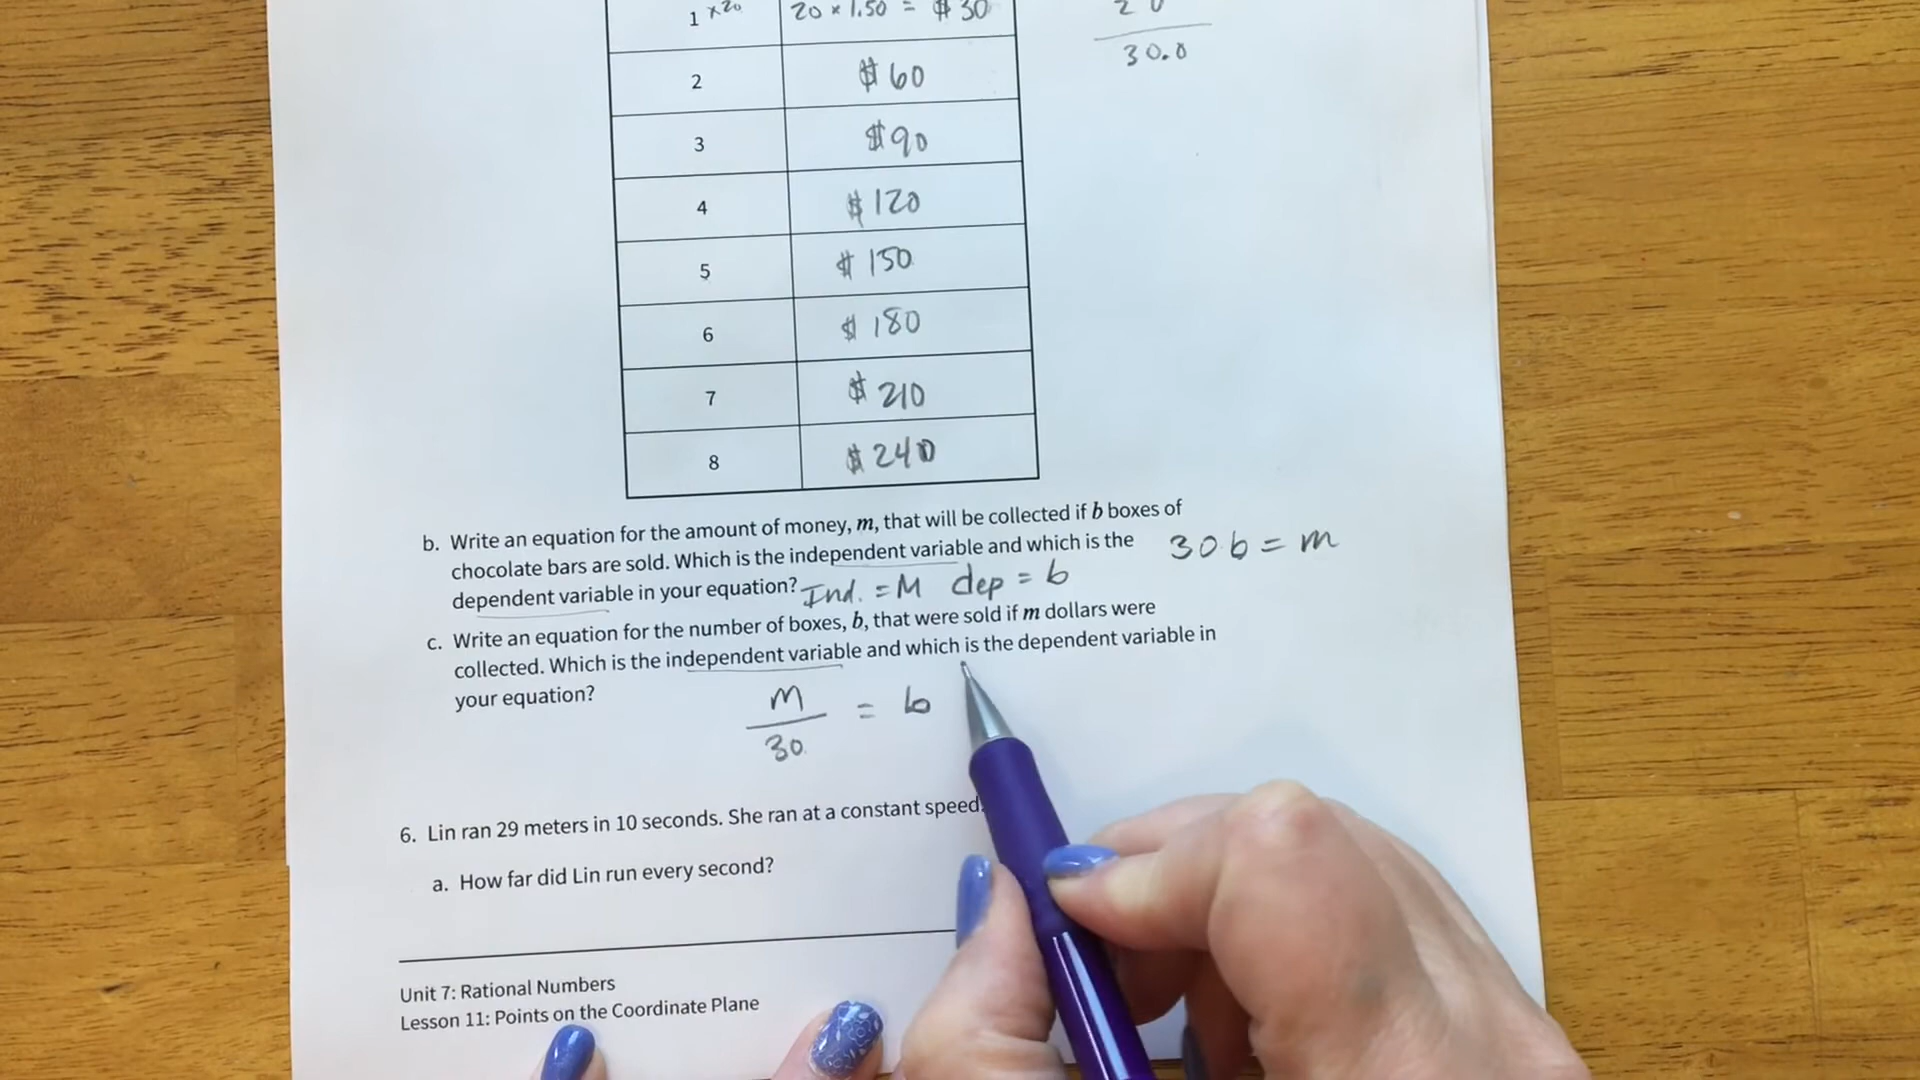 1 ×20 20 × 1.50 = $30
20
30.0
2 $60
3 $90
4 $120
5 $150
6 $180
7 $210
8 $240
b. Write an equation for the amount of money, m, that will be collected if b boxes of
chocolate bars are sold. Which is the independent variable and which is the
dependent variable in your equation?
30·b = m
Ind. = M dep = b
c. Write an equation for the number of boxes, b, that were sold if m dollars were
collected. Which is the independent variable and which is the dependent variable in
your equation?
M
30
= b
6. Lin ran 29 meters in 10 seconds. She ran at a constant speed.
a. How far did Lin run every second?
Unit 7: Rational Numbers
Lesson 11: Points on the Coordinate Plane